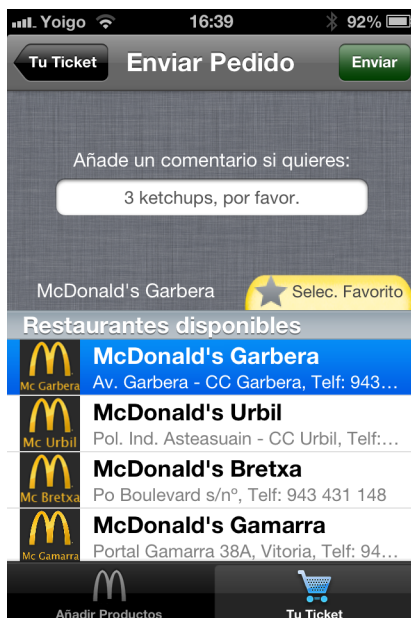 Yoigo 16:39 92%
Tu Ticket Enviar Pedido Enviar
Añade un comentario si quieres:
3 ketchups, por favor.
McDonald's Garbera Selec. Favorito
Restaurantes disponibles
McDonald's Garbera
Mc Garbera Av. Garbera - CC Garbera, Telf: 943...
McDonald's Urbil
Mc Urbil Pol. Ind. Asteasuain - CC Urbil, Telf:...
McDonald's Bretxa
Mc Bretxa Po Boulevard s/nº, Telf: 943 431 148
McDonald's Gamarra
Mc Gamarra Portal Gamarra 38A, Vitoria, Telf: 94...
Añadir Productos Tu Ticket